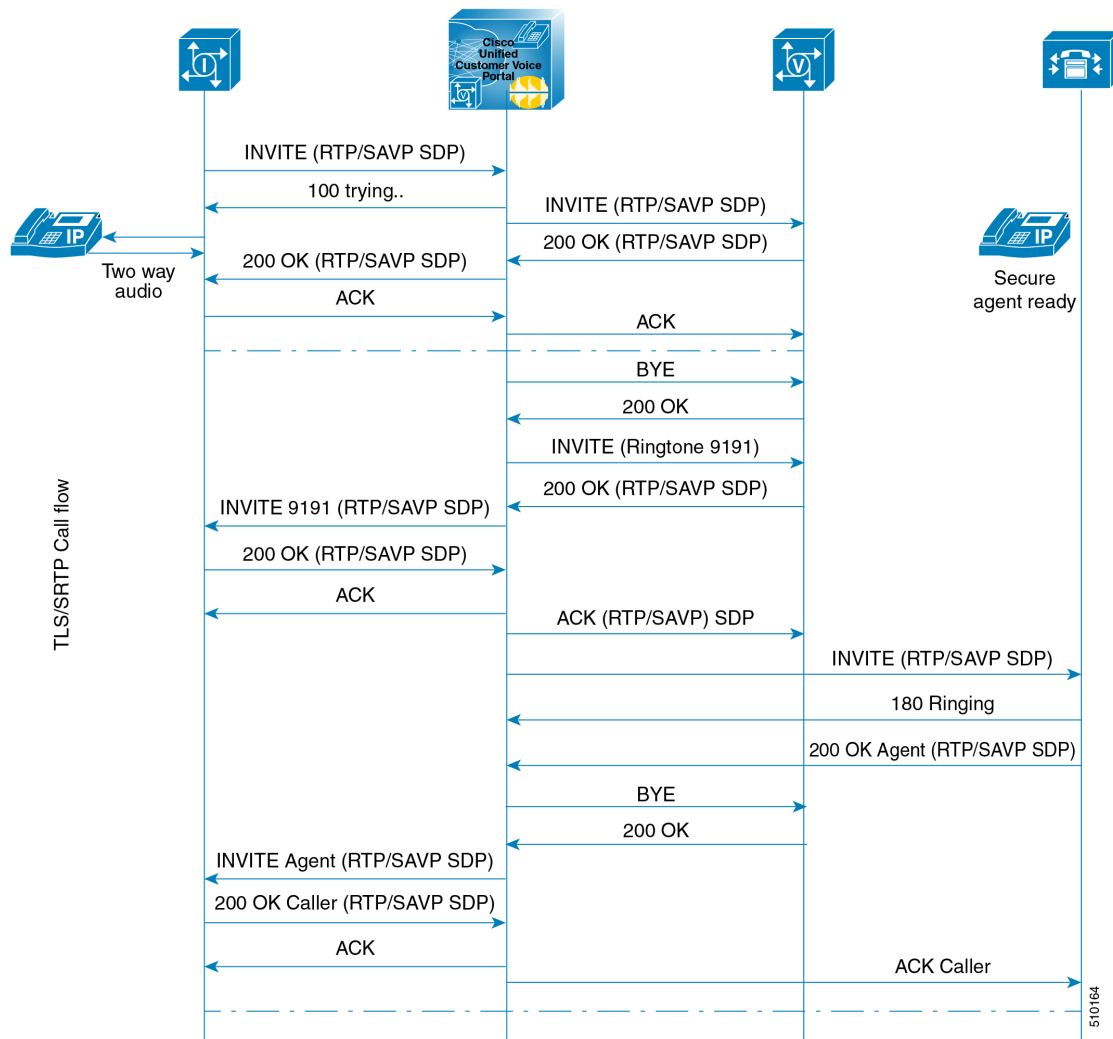 I
Cisco
Unified
Customer Voice
Portal
V
V
INVITE (RTP/SAVP SDP)
100 trying..
INVITE (RTP/SAVP SDP)
IP
IP
200 OK (RTP/SAVP SDP)
200 OK (RTP/SAVP SDP)
Two way
audio
Secure
agent ready
ACK
ACK
BYE
200 OK
INVITE (Ringtone 9191)
200 OK (RTP/SAVP SDP)
INVITE 9191 (RTP/SAVP SDP)
TLS/SRTP Call flow
200 OK (RTP/SAVP SDP)
ACK
ACK (RTP/SAVP) SDP
INVITE (RTP/SAVP SDP)
180 Ringing
200 OK Agent (RTP/SAVP SDP)
BYE
200 OK
INVITE Agent (RTP/SAVP SDP)
200 OK Caller (RTP/SAVP SDP)
ACK
ACK Caller
510164